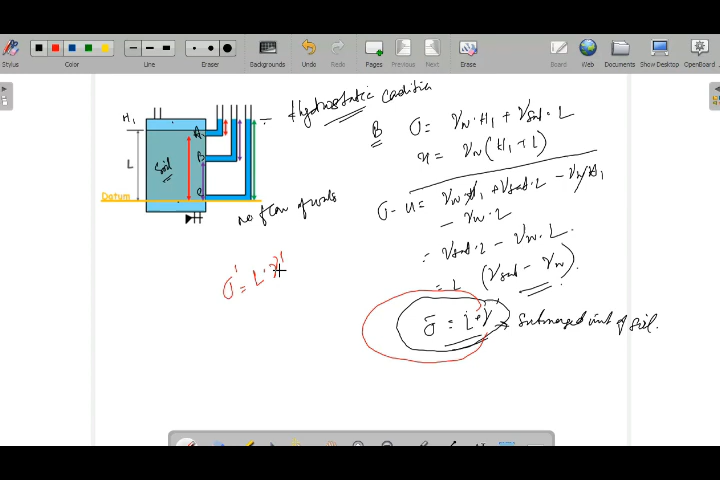 Stylus
Color
Line
Eraser
Backgrounds
Undo
Redo
Pages
Previous
Next
Erase
Board
Web
Documents
Show Desktop
OpenBoard
Hydrostatic condition
H1
A
L
Soil
B
C
Datum
no flow of water
B
σ = γw·H1 + γsat·L
u = γw (H1 + L)
σ - u = γw H1 + γsat·L - γw H1
- γw·L
= γsat·L - γw·L
= L (γsat - γw)
σ̄ = L·γ' → Submerged unit of soil.
σ' = L·γ'